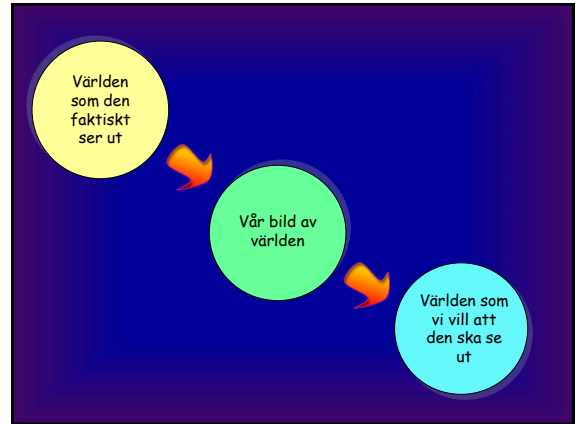 Världen
som den
faktiskt
ser ut
Vår bild av
världen
Världen som
vi vill att
den ska se
ut